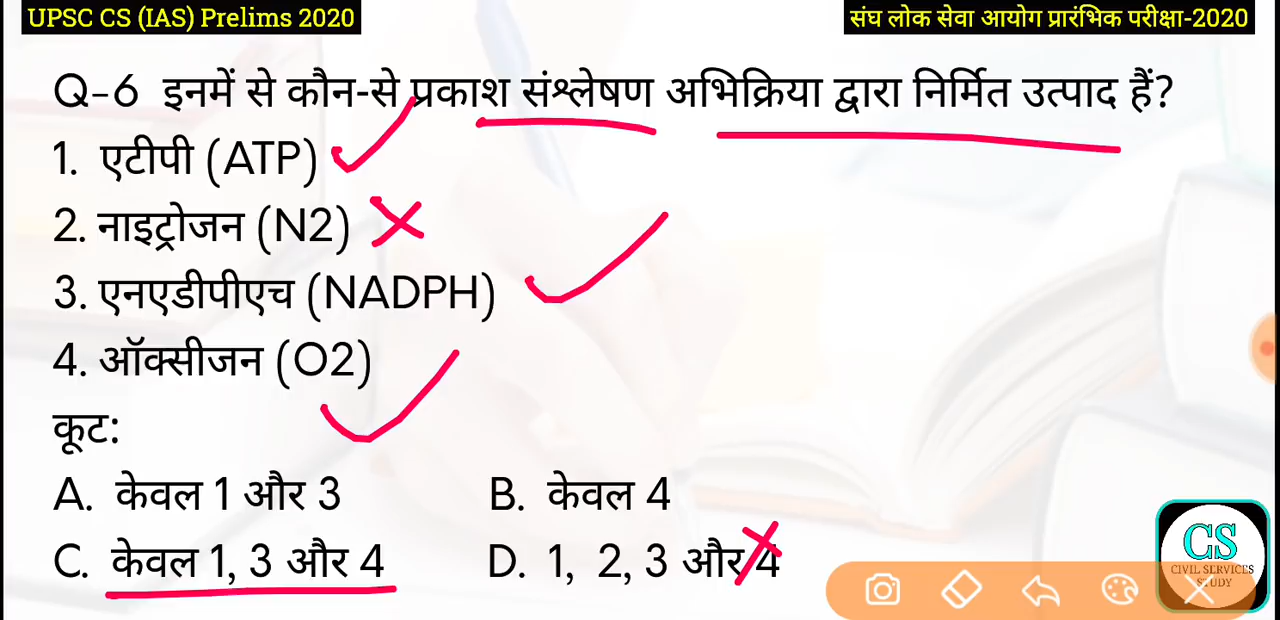 UPSC CS (IAS) Prelims 2020
संघ लोक सेवा आयोग प्रारंभिक परीक्षा-2020
Q-6 इनमें से कौन-से प्रकाश संश्लेषण अभिक्रिया द्वारा निर्मित उत्पाद हैं?
1. एटीपी (ATP)
2. नाइट्रोजन (N2)
3. एनएडीपीएच (NADPH)
4. ऑक्सीजन (O2)
कूट:
A. केवल 1 और 3 B. केवल 4
C. केवल 1, 3 और 4 D. 1, 2, 3 और 4
CS
CIVIL SERVICES
STUDY